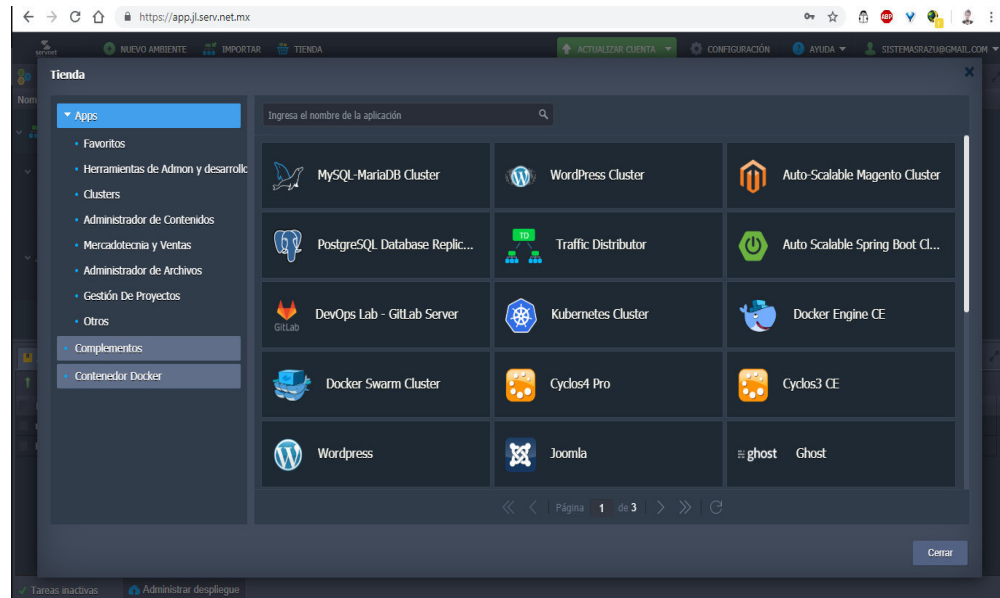 https://app.jl.serv.net.mx
ABP
servnet
NUEVO AMBIENTE
IMPORTAR
TIENDA
ACTUALIZAR CUENTA
CONFIGURACIÓN
AYUDA
SISTEMASRAZU@GMAIL.COM
Tienda
Nom
Apps
Favoritos
Herramientas de Admon y desarrollo
Clusters
Administrador de Contenidos
Mercadotecnia y Ventas
Administrador de Archivos
Gestión De Proyectos
Otros
Complementos
Contenedor Docker
Ingresa el nombre de la aplicación
MySQL-MariaDB Cluster
WordPress Cluster
Auto-Scalable Magento Cluster
PostgreSQL Database Replic...
TD
Traffic Distributor
Auto Scalable Spring Boot Cl...
GitLab
DevOps Lab - GitLab Server
Kubernetes Cluster
Docker Engine CE
Docker Swarm Cluster
Cyclos4 Pro
Cyclos3 CE
Wordpress
Joomla
ghost
Ghost
Página 1 de 3
Cerrar
Tareas inactivas
Administrar despliegue